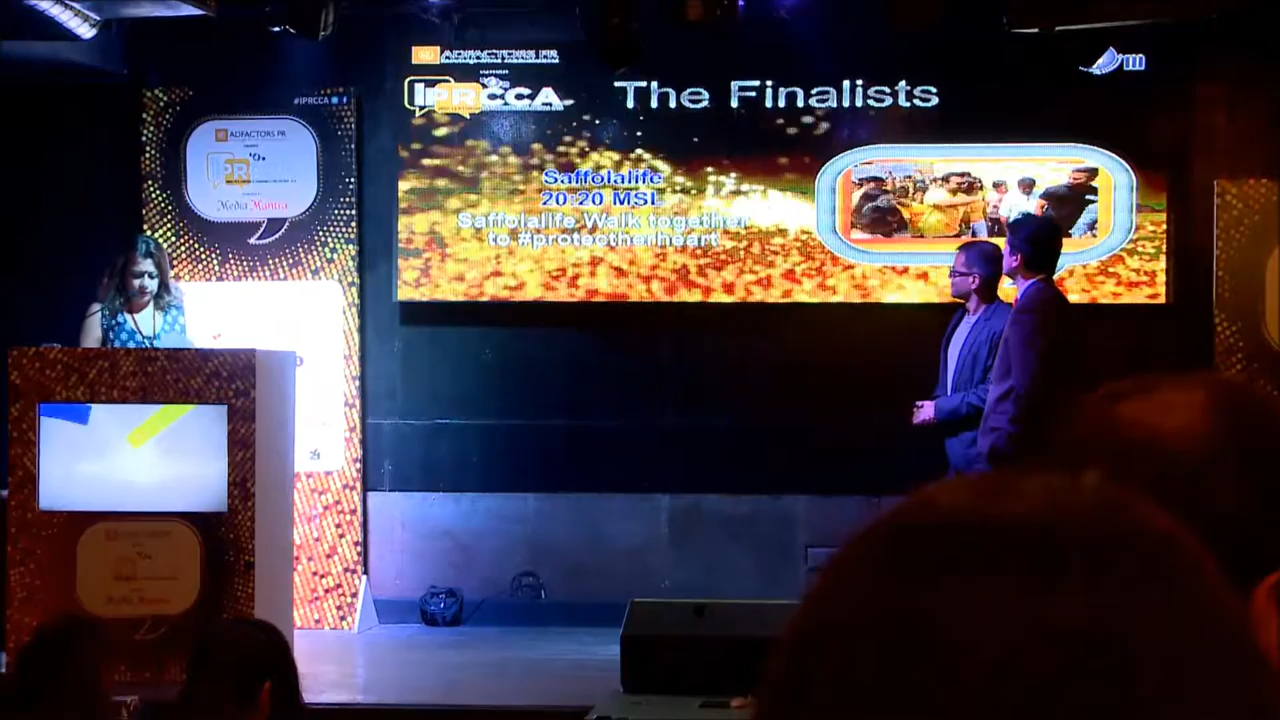 ADFACTORS PR
IPRCCA
The Finalists
m
Saffolalife
20:20 MSL
Saffolalife Walk together
to #protectherheart
#IPRCCA
ADFACTORS PR
IPR
Media Mantra